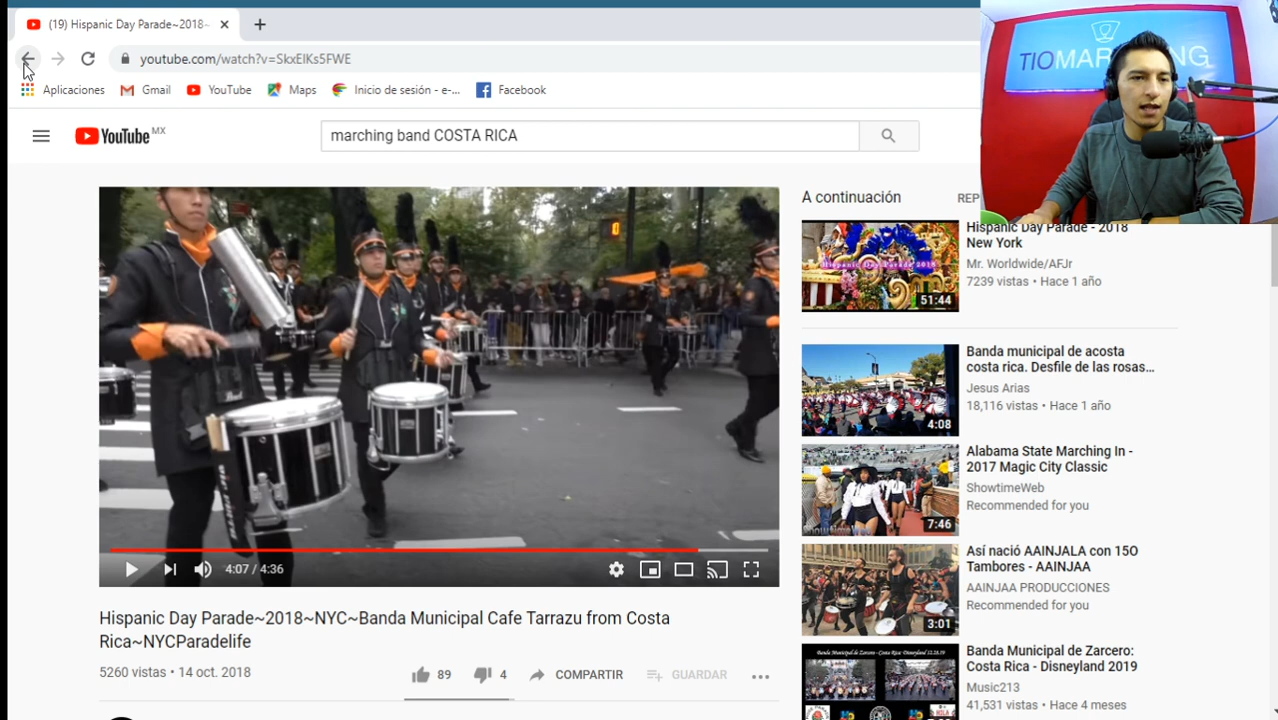 (19) Hispanic Day Parade~2018~
youtube.com/watch?v=SkxElKs5FWE
Aplicaciones
Gmail
YouTube
Maps
Inicio de sesión - e-...
Facebook
YouTube MX
marching band COSTA RICA
A continuación
REP
Hispanic Day Parade 2018
51:44
Hispanic Day Parade - 2018
New York
Mr. Worldwide/AFJr
7239 vistas • Hace 1 año
4:08
Banda municipal de acosta
costa rica. Desfile de las rosas...
Jesus Arias
18,116 vistas • Hace 1 año
7:46
Alabama State Marching In -
2017 Magic City Classic
ShowtimeWeb
Recommended for you
3:01
Así nació AAINJALA con 15O
Tambores - AAINJAA
AAINJAA PRODUCCIONES
Recommended for you
Banda Municipal de Zarcero:
Costa Rica - Disneyland 2019
Music213
41,531 vistas • Hace 4 meses
4:07 / 4:36
Hispanic Day Parade~2018~NYC~Banda Municipal Cafe Tarrazu from Costa
Rica~NYCParadelife
5260 vistas • 14 oct. 2018
89
4
COMPARTIR
GUARDAR